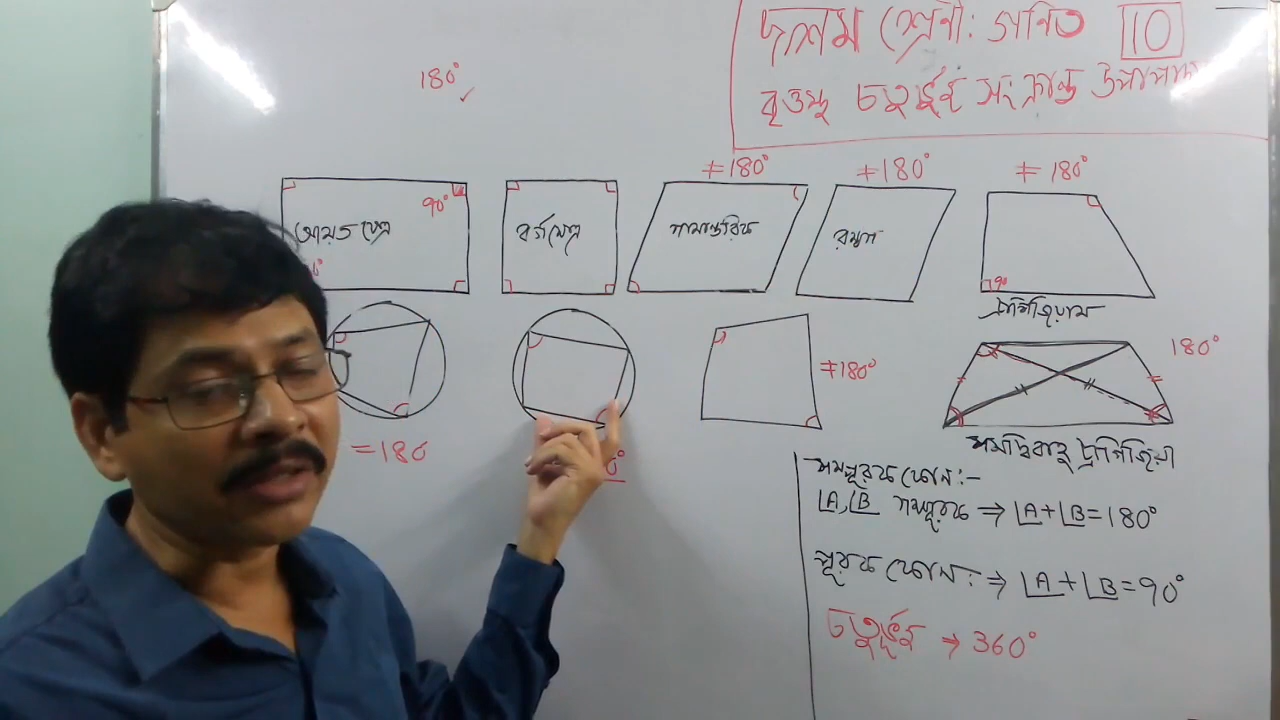 দশম শ্রেণী: গণিত 10
বৃত্তস্থ চতুর্ভুজ সংক্রান্ত উপপাদ্য
180°
≠180°
≠180°
≠180°
90°
আয়তক্ষেত্র
বর্গক্ষেত্র
সামান্তরিক
রম্বস
90°
ট্রাপিজিয়াম
180°
≠180°
=180
সমদ্বিবাহু ট্রাপিজিয়া
সম্পূরক কোন:-
∠A, ∠B সম্পূরক ⇒ ∠A+∠B=180°
পূরক কোন: ⇒ ∠A+∠B=90°
চতুর্ভুজ → 360°